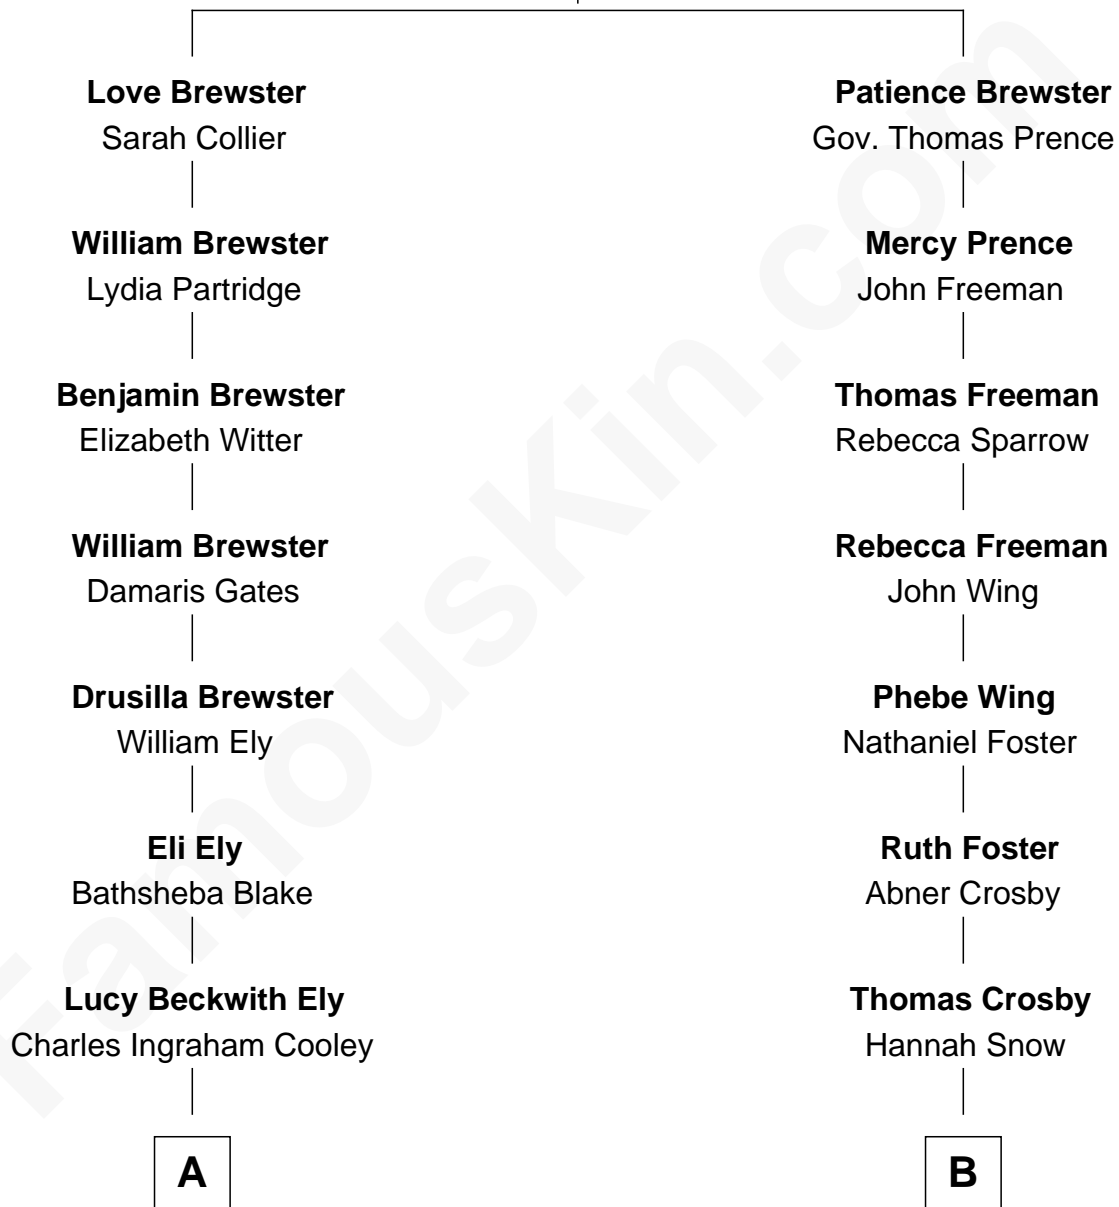 Love Brewster
Sarah Collier
William Brewster
Lydia Partridge
Benjamin Brewster
Elizabeth Witter
William Brewster
Damaris Gates
Drusilla Brewster
William Ely
Eli Ely
Bathsheba Blake
Lucy Beckwith Ely
Charles Ingraham Cooley
A
Patience Brewster
Gov. Thomas Prence
Mercy Prence
John Freeman
Thomas Freeman
Rebecca Sparrow
Rebecca Freeman
John Wing
Phebe Wing
Nathaniel Foster
Ruth Foster
Abner Crosby
Thomas Crosby
Hannah Snow
B
FamousKin.com